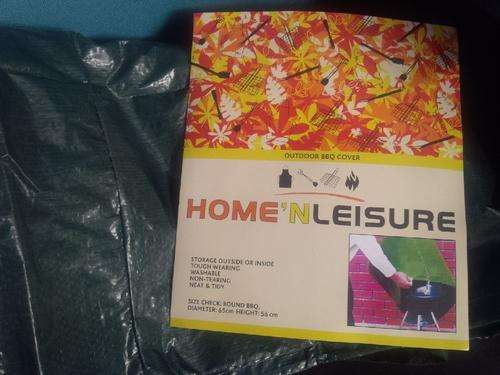 OUTDOOR BBQ COVER
HOME'NLEISURE
STORAGE OUTSIDE OR INSIDE
TOUGH WEARING
WASHABLE
NON-TEARING
NEAT & TIDY
SIZE CHECK: ROUND BBQ,
DIAMETER: 65cm HEIGHT: 56 cm